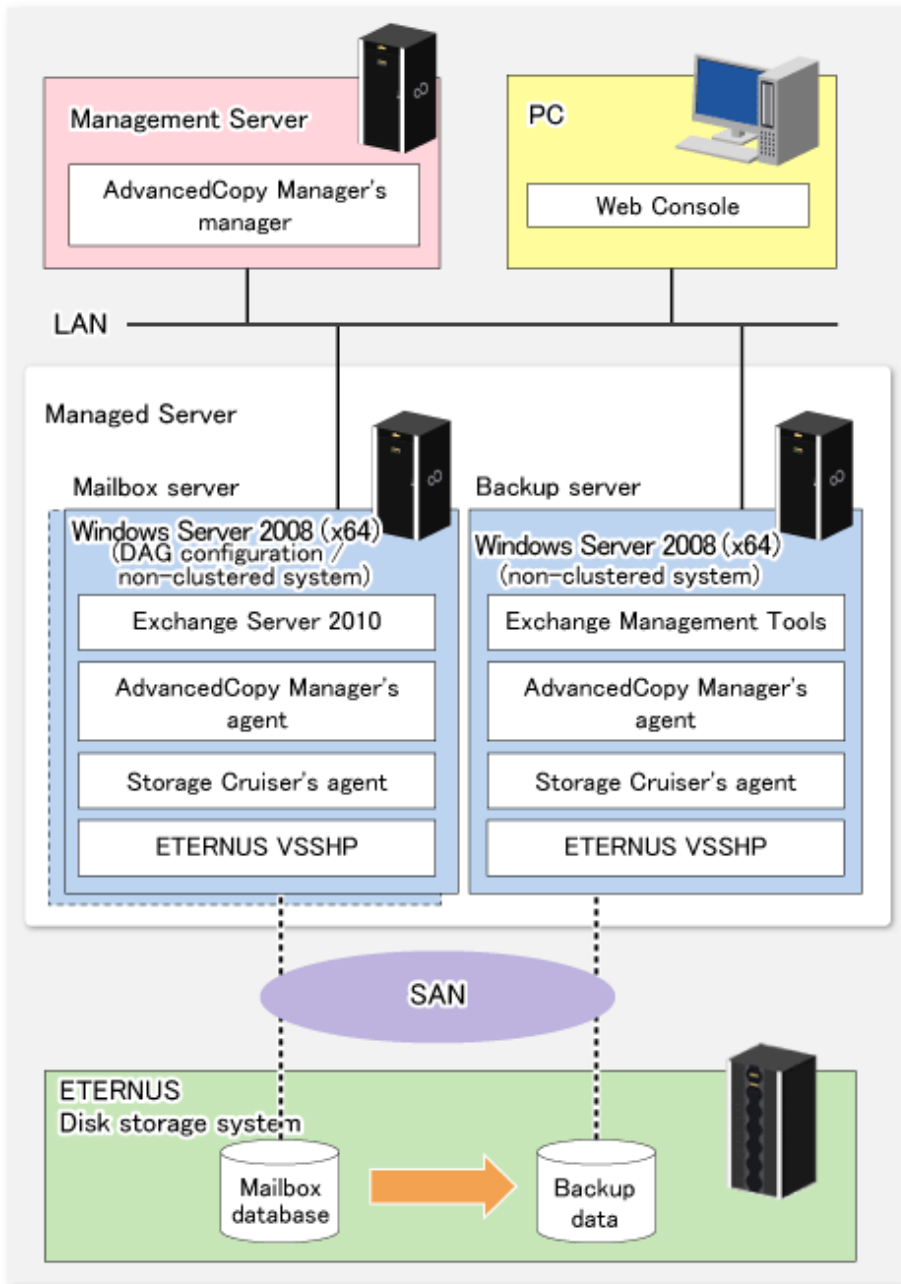 Management Server
AdvancedCopy Manager's
manager
PC
Web Console
LAN
Managed Server
Mailbox server
Windows Server 2008 (x64)
(DAG configuration /
non-clustered system)
Exchange Server 2010
AdvancedCopy Manager's
agent
Storage Cruiser's agent
ETERNUS VSSHP
Backup server
Windows Server 2008 (x64)
(non-clustered system)
Exchange Management Tools
AdvancedCopy Manager's
agent
Storage Cruiser's agent
ETERNUS VSSHP
SAN
ETERNUS
Disk storage system
Mailbox
database
Backup
data